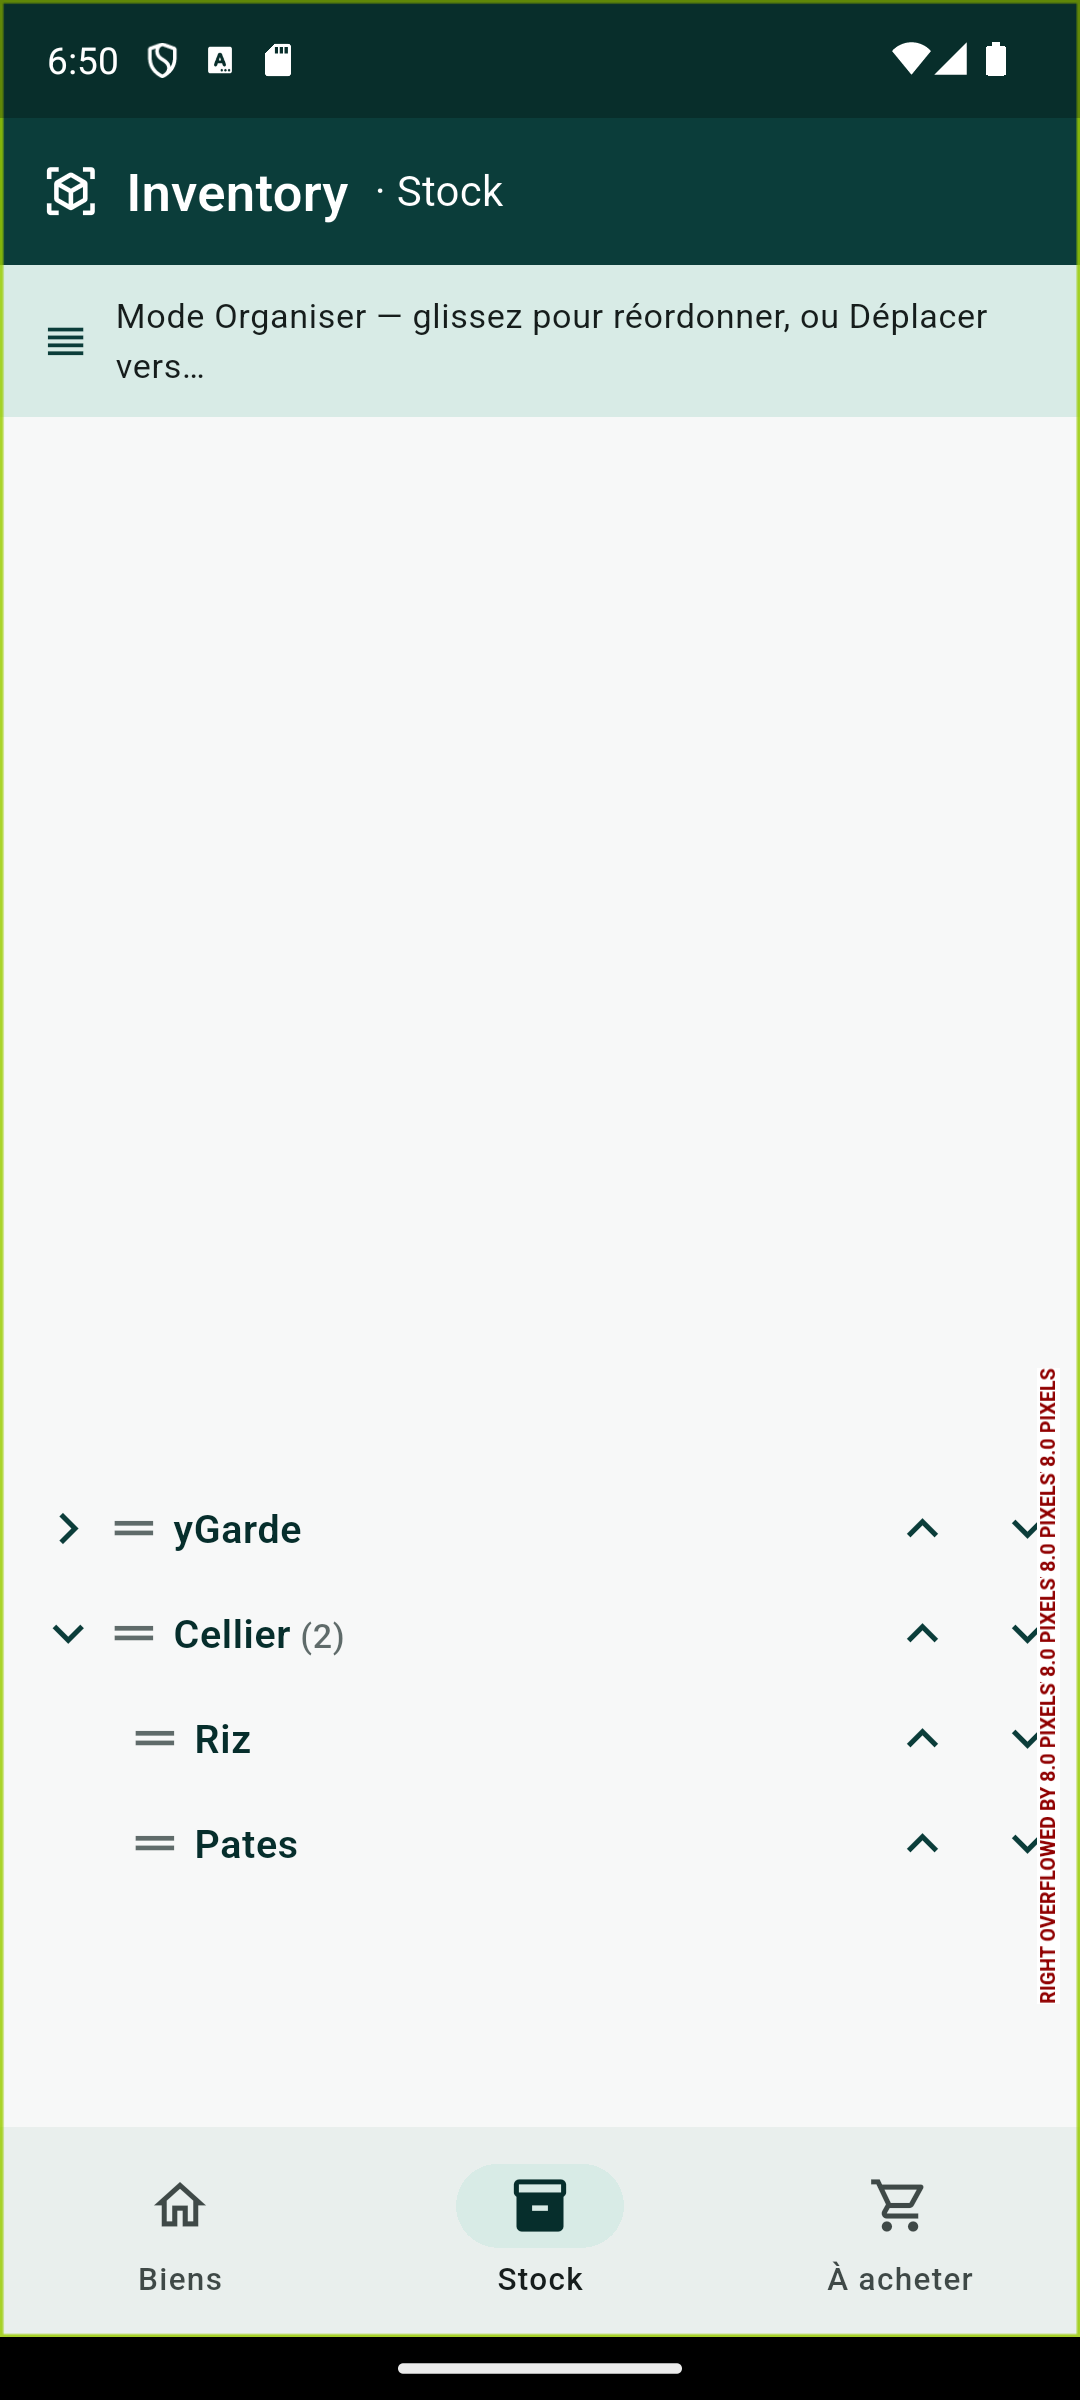 6:50
Inventory · Stock
Mode Organiser — glissez pour réordonner, ou Déplacer
vers…
yGarde
Cellier (2)
Riz
Pates
RIGHT OVERFLOWED BY 8.0 PIXELS
8.0 PIXELS
8.0 PIXELS
8.0 PIXELS
Biens
Stock
À acheter